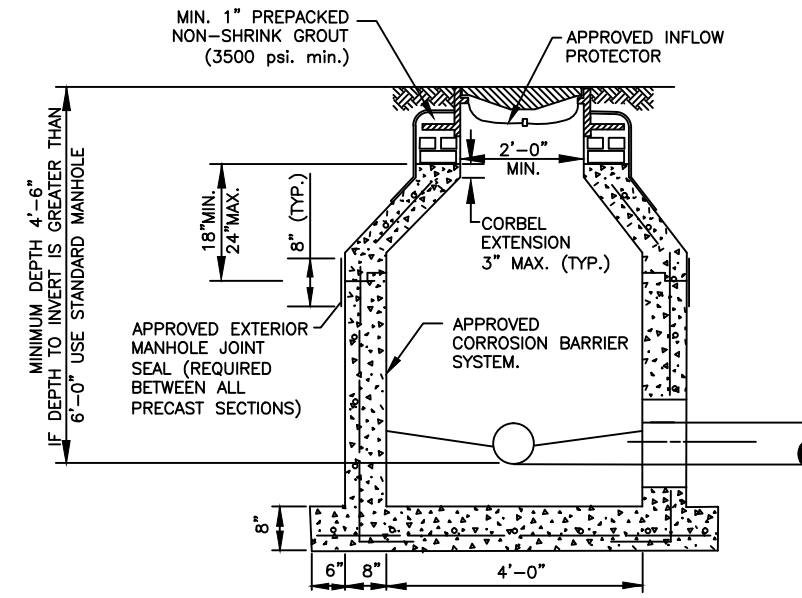 MIN. 1" PREPACKED
NON-SHRINK GROUT
(3500 psi. min.)
APPROVED INFLOW
PROTECTOR
2'-0"
MIN.
CORBEL
EXTENSION
3" MAX. (TYP.)
MINIMUM DEPTH 4'-6"
IF DEPTH TO INVERT IS GREATER THAN
6'-0" USE STANDARD MANHOLE
18"MIN.
24"MAX.
8" (TYP.)
APPROVED EXTERIOR
MANHOLE JOINT
SEAL (REQUIRED
BETWEEN ALL
PRECAST SECTIONS)
APPROVED
CORROSION BARRIER
SYSTEM.
8"
6"
8"
4'-0"